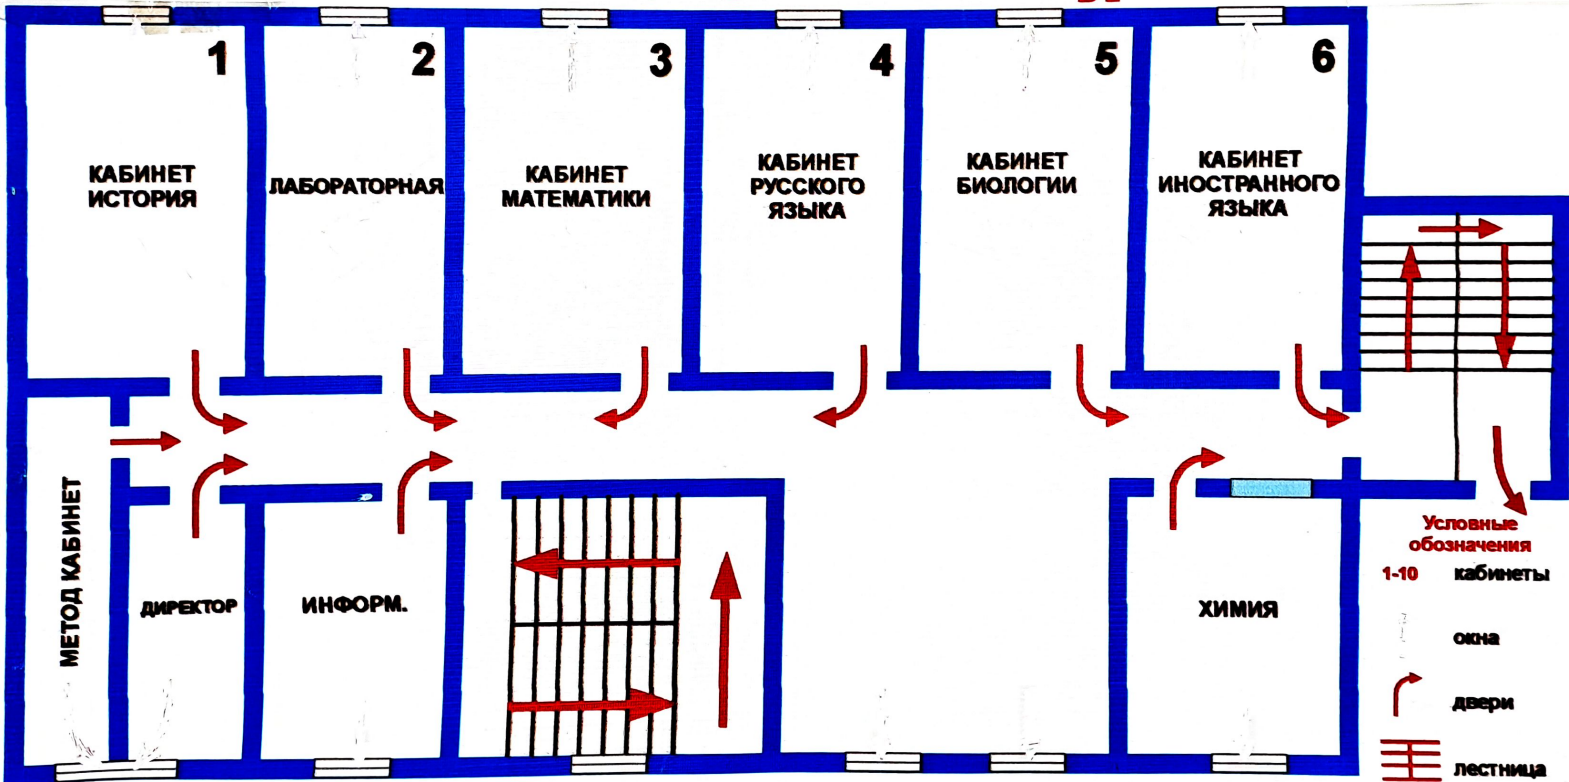 1
2
3
4
5
6
КАБИНЕТ
ИСТОРИЯ
ЛАБОРАТОРНАЯ
КАБИНЕТ
МАТЕМАТИКИ
КАБИНЕТ
РУССКОГО
ЯЗЫКА
КАБИНЕТ
БИОЛОГИИ
КАБИНЕТ
ИНОСТРАННОГО
ЯЗЫКА
МЕТОД КАБИНЕТ
ДИРЕКТОР
ИНФОРМ.
ХИМИЯ
Условные
обозначения
1-10 кабинеты
окна
двери
лестница